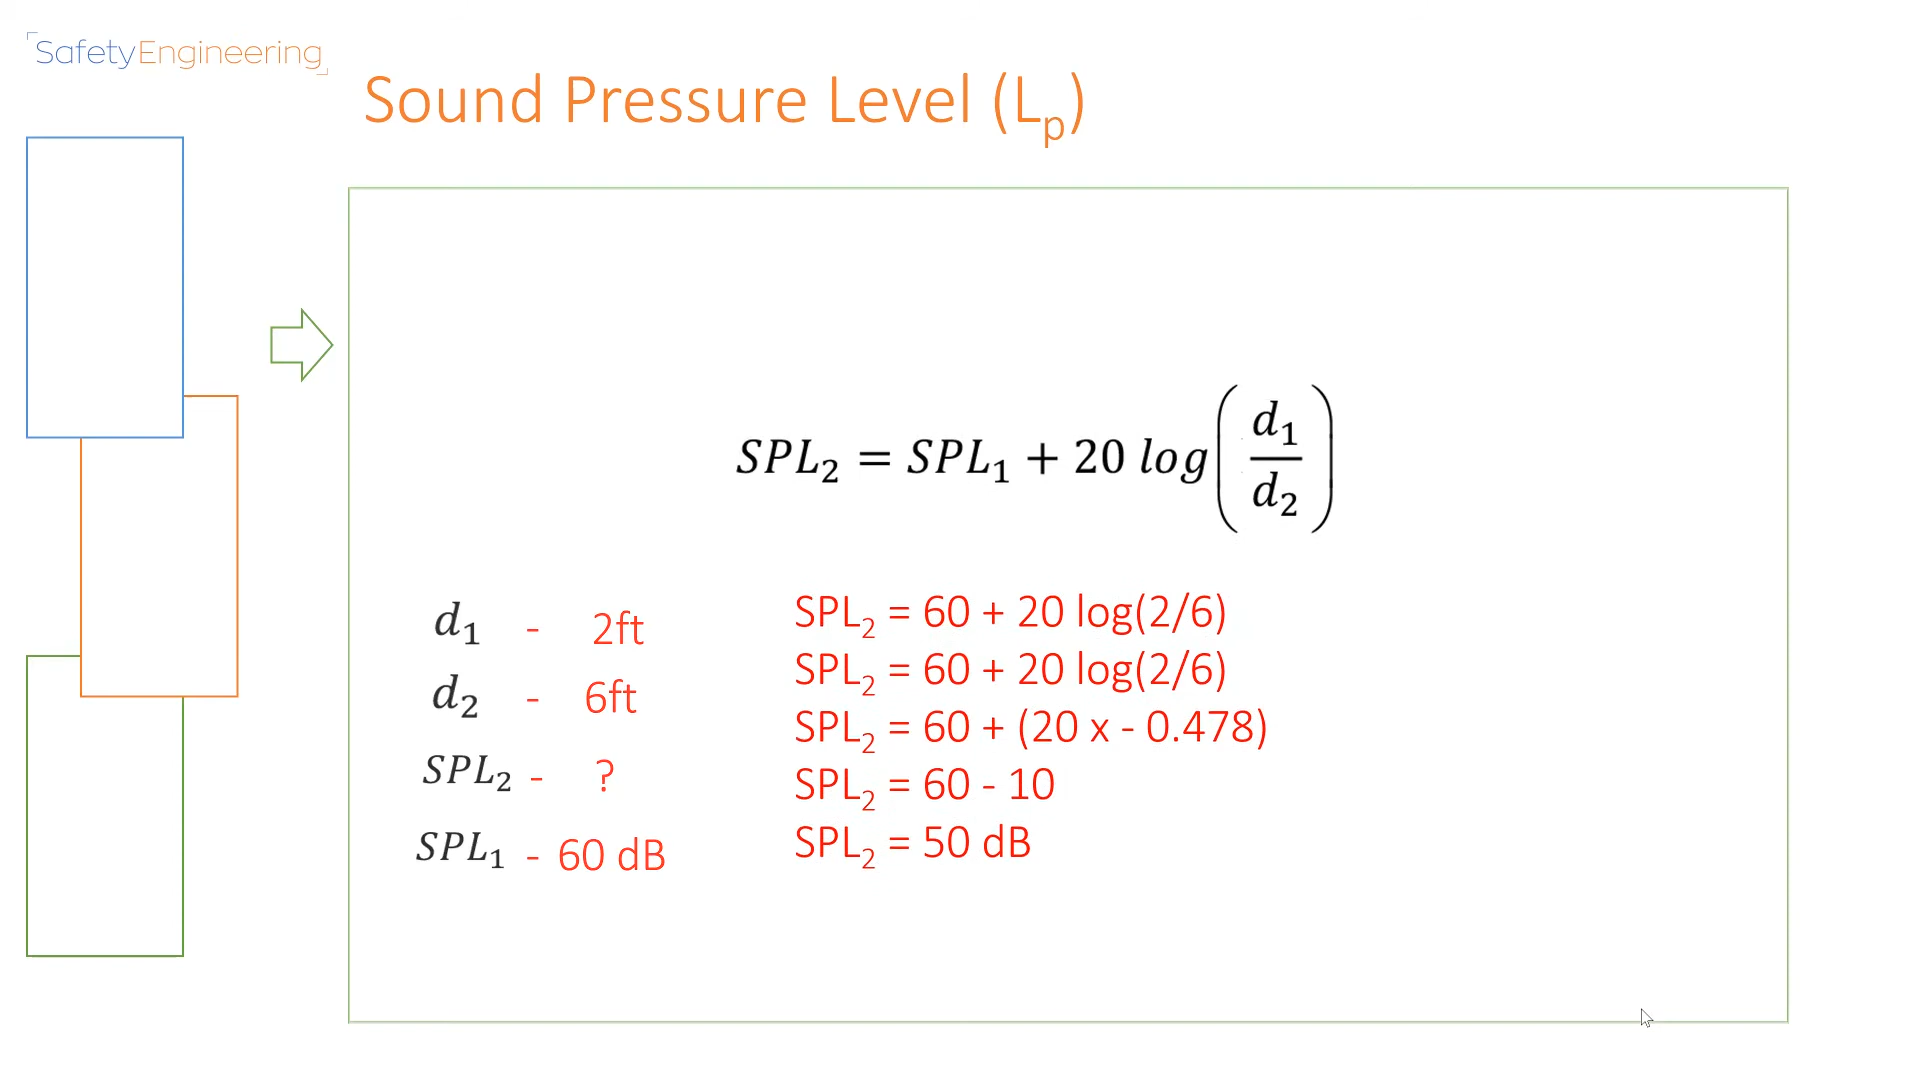 SafetyEngineering
Sound Pressure Level (Lₚ)
SPL₂ = SPL₁ + 20 log(d₁/d₂)
d₁ - 2ft
d₂ - 6ft
SPL₂ - ?
SPL₁ - 60 dB
SPL₂ = 60 + 20 log(2/6)
SPL₂ = 60 + 20 log(2/6)
SPL₂ = 60 + (20 x - 0.478)
SPL₂ = 60 - 10
SPL₂ = 50 dB